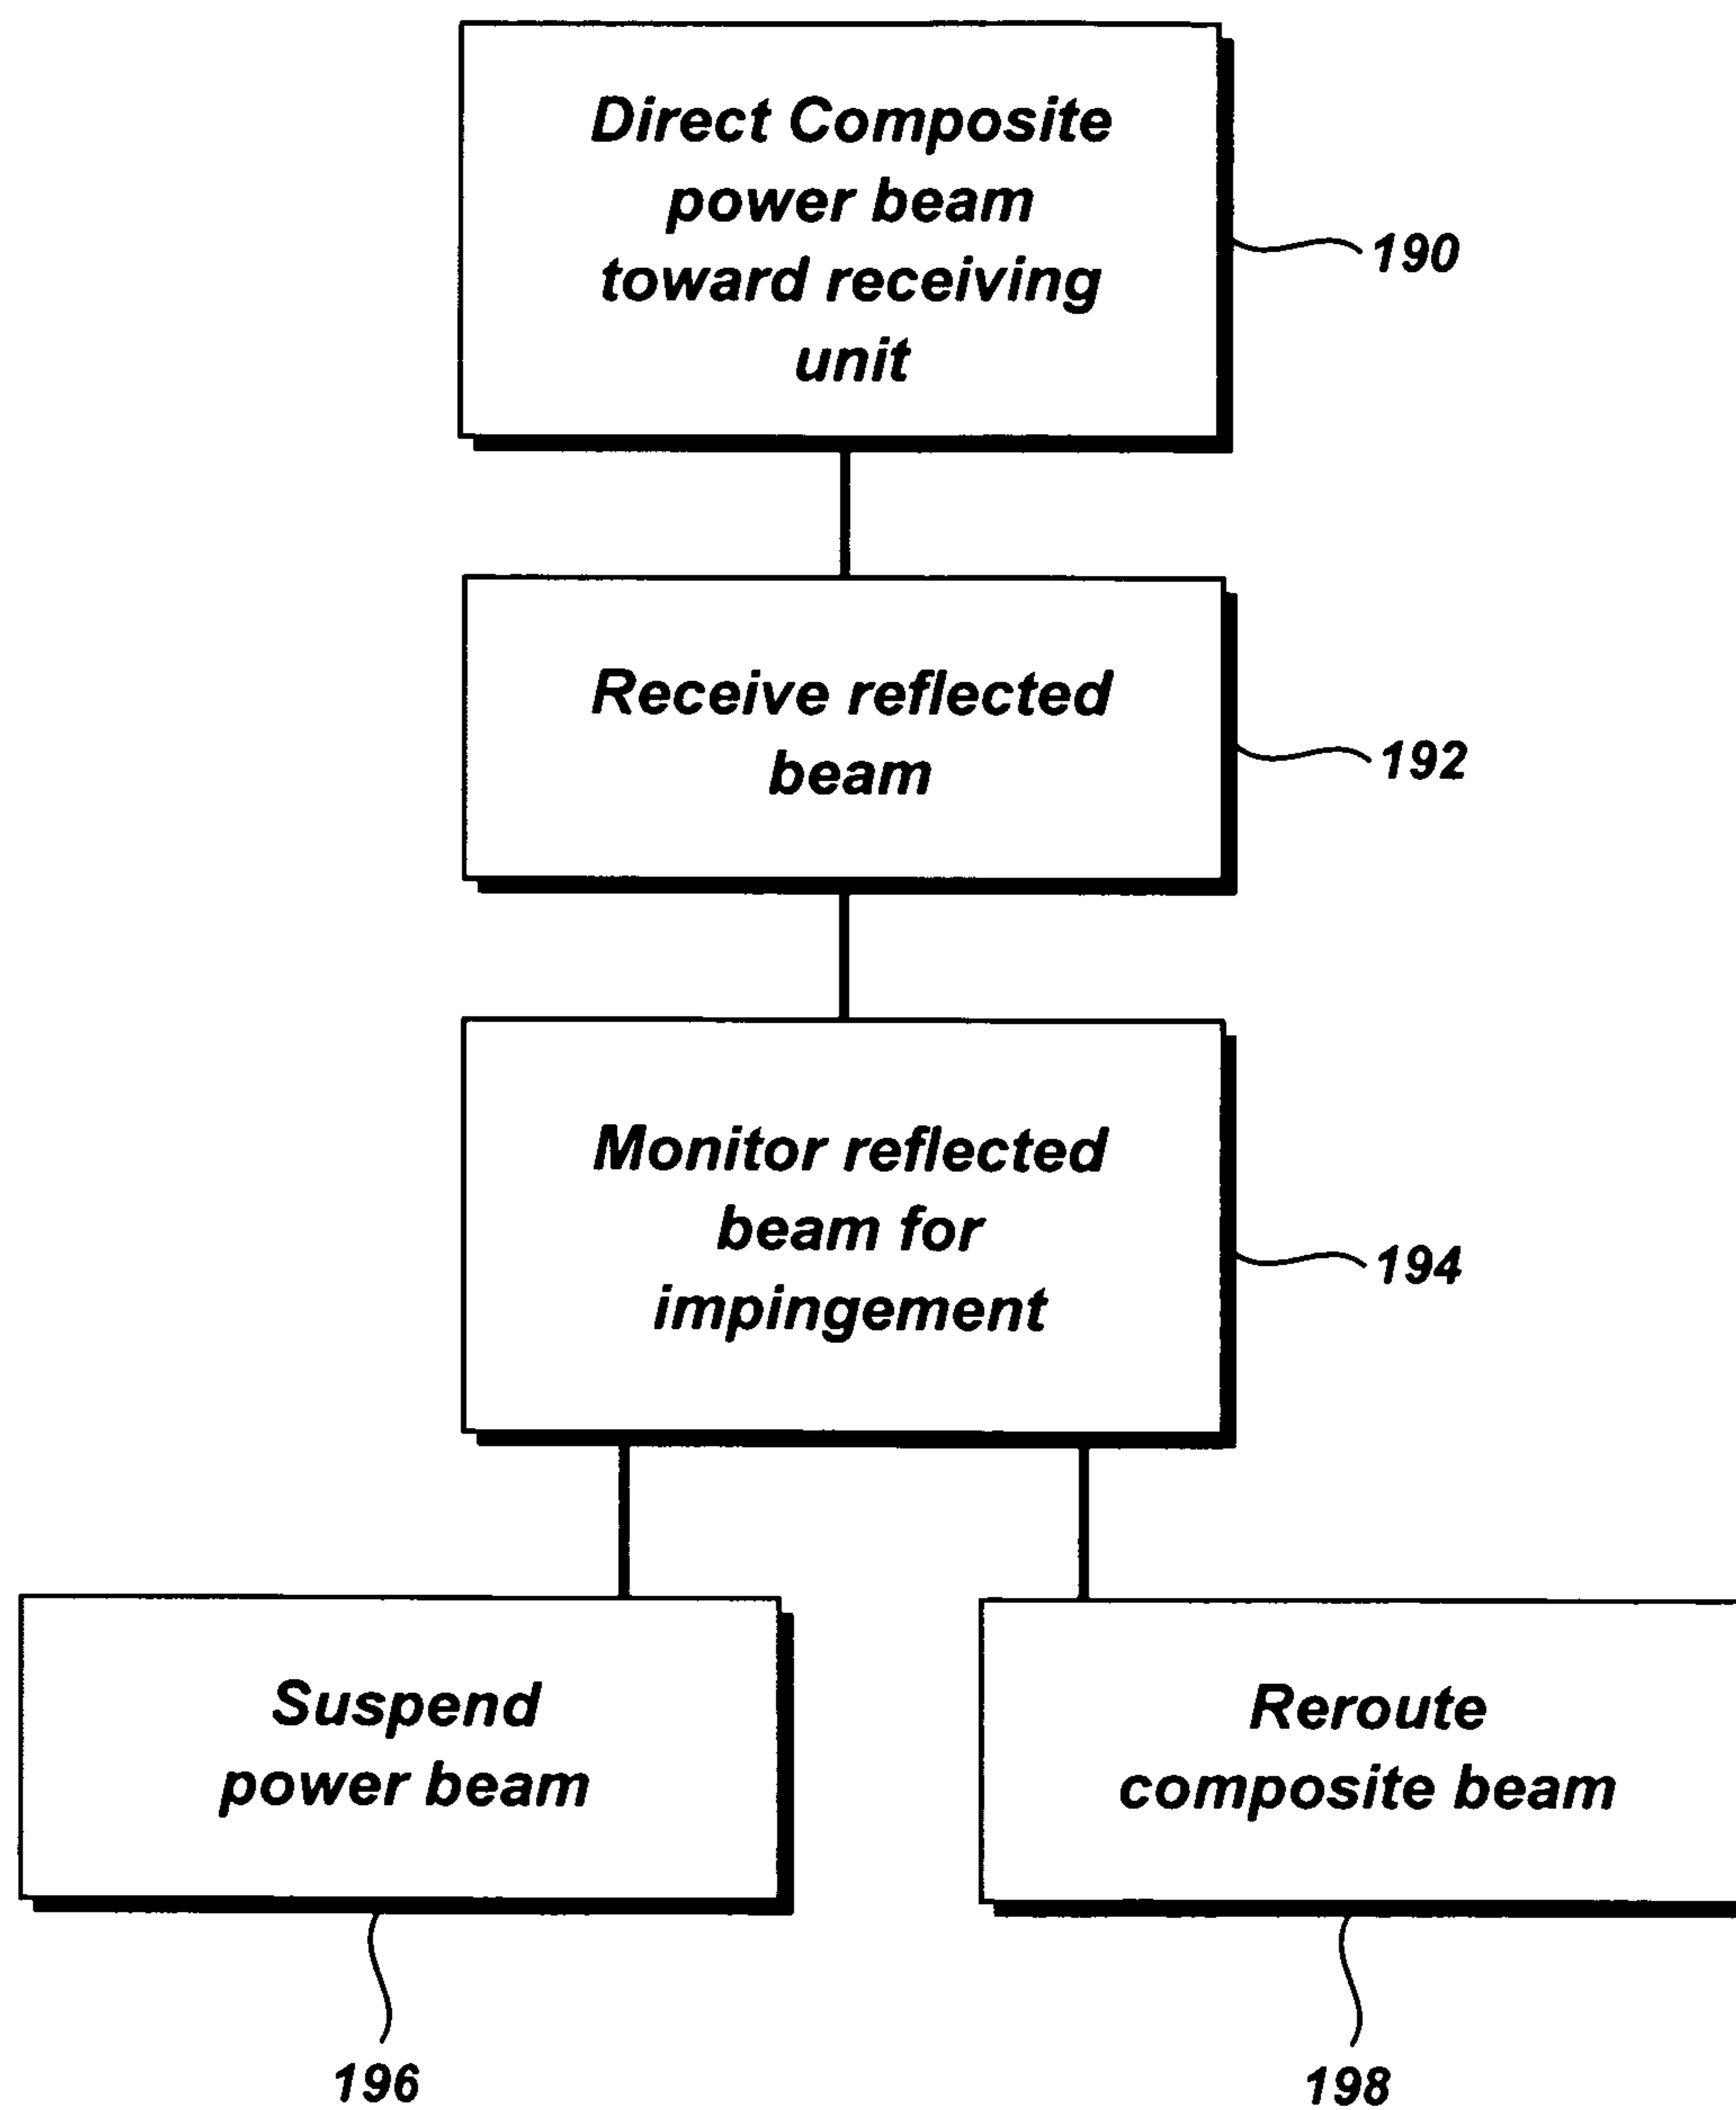 Direct Composite
power beam
toward receiving
unit
190
Receive reflected
beam
192
Monitor reflected
beam for
impingement
194
Suspend
power beam
196
Reroute
composite beam
198